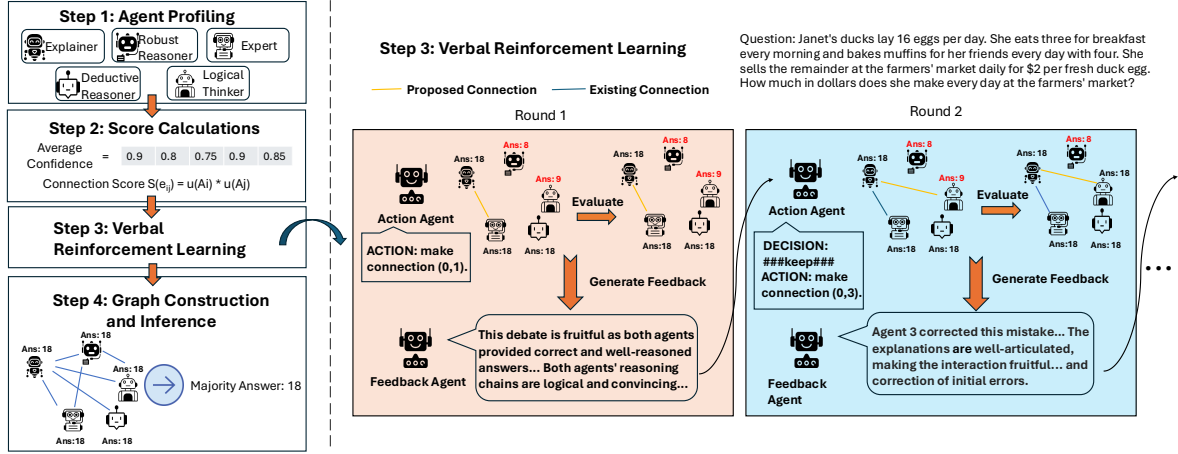 Step 1: Agent Profiling
Explainer
Robust
Reasoner
Expert
Deductive
Reasoner
Logical
Thinker
Step 2: Score Calculations
Average
Confidence
=
0.9 0.8 0.75 0.9 0.85
Connection Score S(eij) = u(Ai) * u(Aj)
Step 3: Verbal
Reinforcement Learning
Step 4: Graph Construction
and Inference
Ans: 18
Ans: 18
Ans: 18
Ans:18
Ans: 18
Majority Answer: 18
Step 3: Verbal Reinforcement Learning
Proposed Connection
Existing Connection
Question: Janet's ducks lay 16 eggs per day. She eats three for breakfast
every morning and bakes muffins for her friends every day with four. She
sells the remainder at the farmers' market daily for $2 per fresh duck egg.
How much in dollars does she make every day at the farmers' market?
Round 1
Action Agent
ACTION: make
connection (0,1).
Ans: 18
Ans: 8
Ans: 9
Ans:18
Ans: 18
Evaluate
Ans: 18
Ans: 8
Ans: 9
Ans:18
Ans: 18
Generate Feedback
Feedback Agent
This debate is fruitful as both agents
provided correct and well-reasoned
answers... Both agents' reasoning
chains are logical and convincing...
Round 2
Action Agent
DECISION:
###keep###
ACTION: make
connection (0,3).
Ans: 18
Ans: 8
Ans: 9
Ans:18
Ans: 18
Evaluate
Ans: 18
Ans: 8
Ans: 18
Ans:18
Ans: 18
Generate Feedback
Feedback
Agent
Agent 3 corrected this mistake... The
explanations are well-articulated,
making the interaction fruitful... and
correction of initial errors.
...